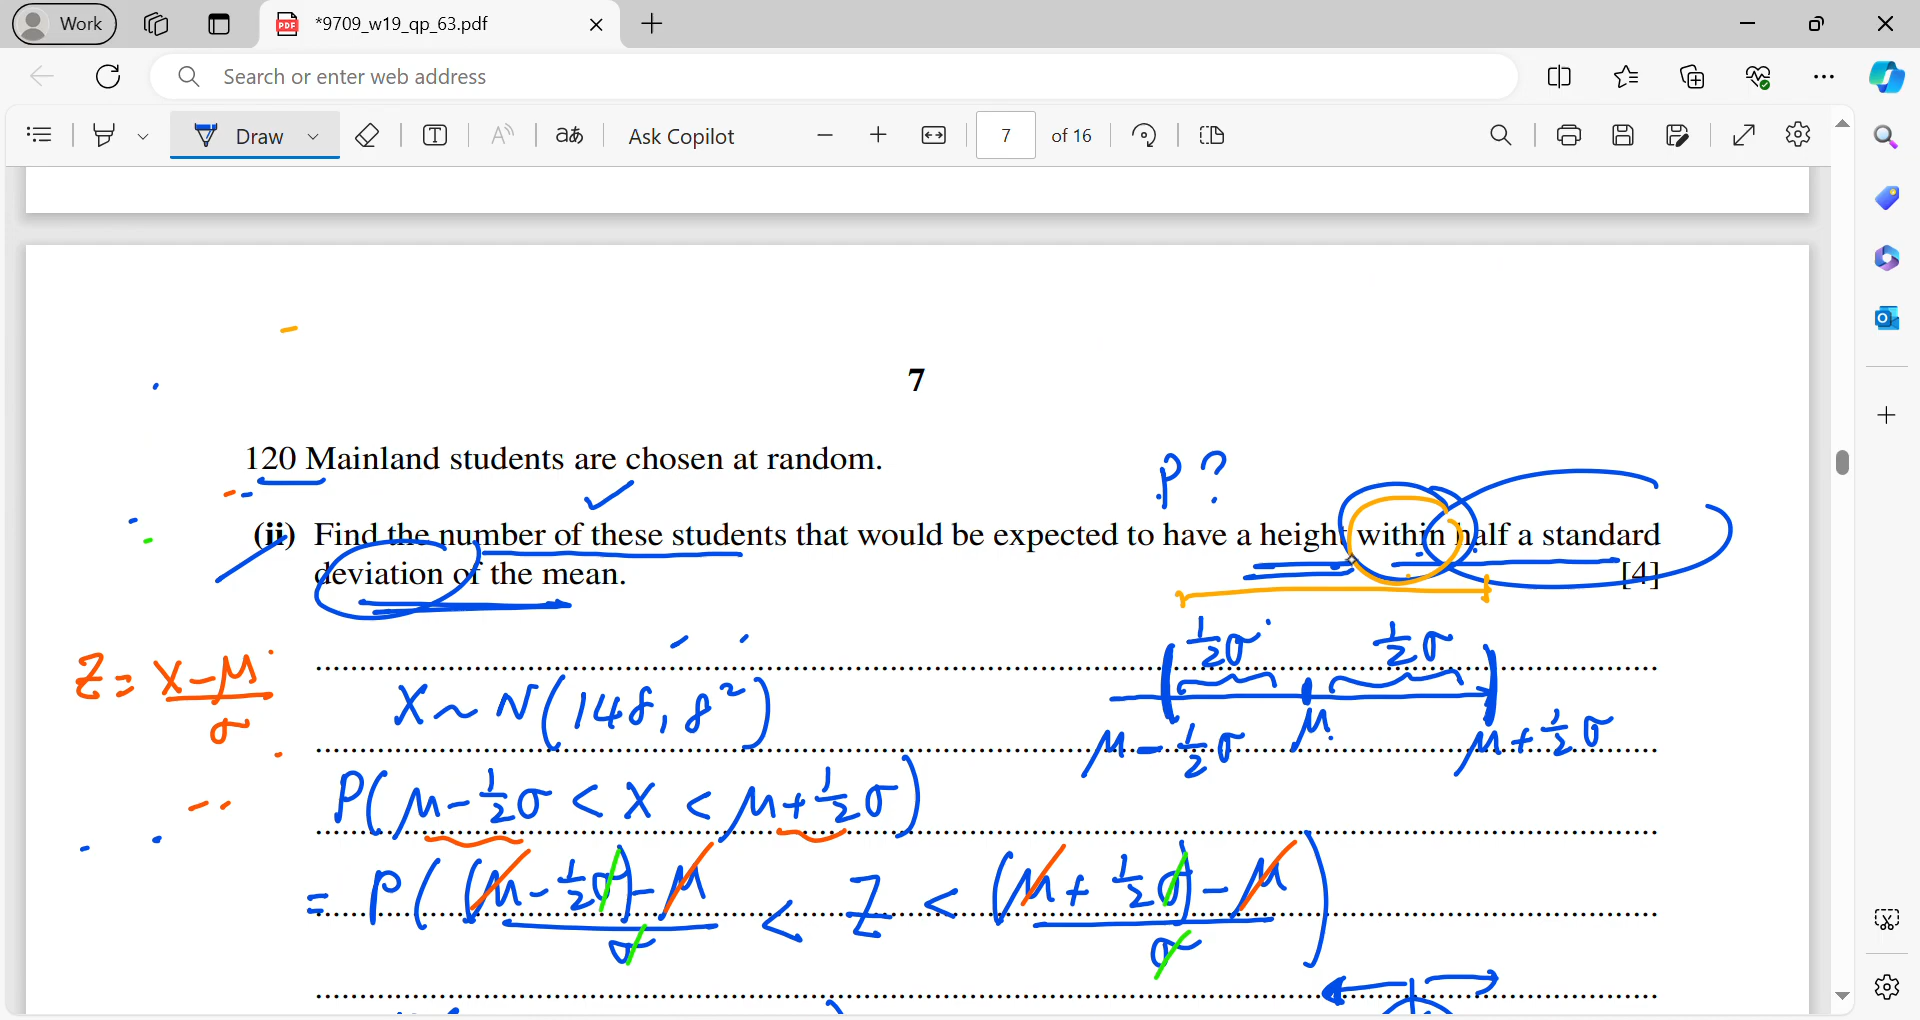 Work
*9709_w19_qp_63.pdf
Search or enter web address
Draw
T
A
aあ
Ask Copilot
7
of 16
7
120 Mainland students are chosen at random.
P ?
(ii) Find the number of these students that would be expected to have a height within half a standard
deviation of the mean. [4]
½σ ½σ
Z = X-μ / σ
X ~ N(148, 8²)
μ - ½σ μ μ + ½σ
P(μ - ½σ < X < μ + ½σ)
= P( (μ - ½σ) - μ / σ < Z < (μ + ½σ) - μ / σ )